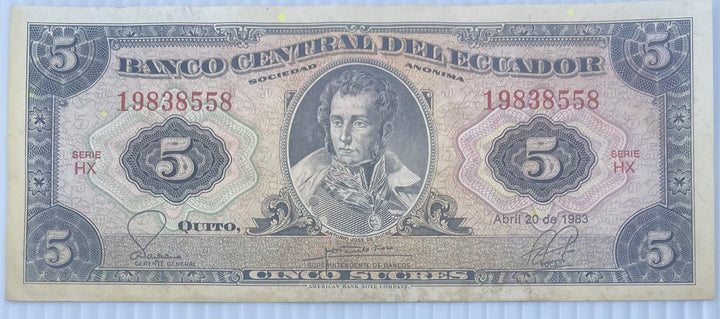 5 5
BANCO CENTRAL DEL ECUADOR
SOCIEDAD ANONIMA
19838558 19838558
5 5
SERIE HX SERIE HX
ANTONIO JOSE DE
QUITO, Abril 20 de 1983
GERENTE GENERAL SUPERINTENDENTE DE BANCOS
5 5
CINCO SUCRES
AMERICAN BANK NOTE COMPANY